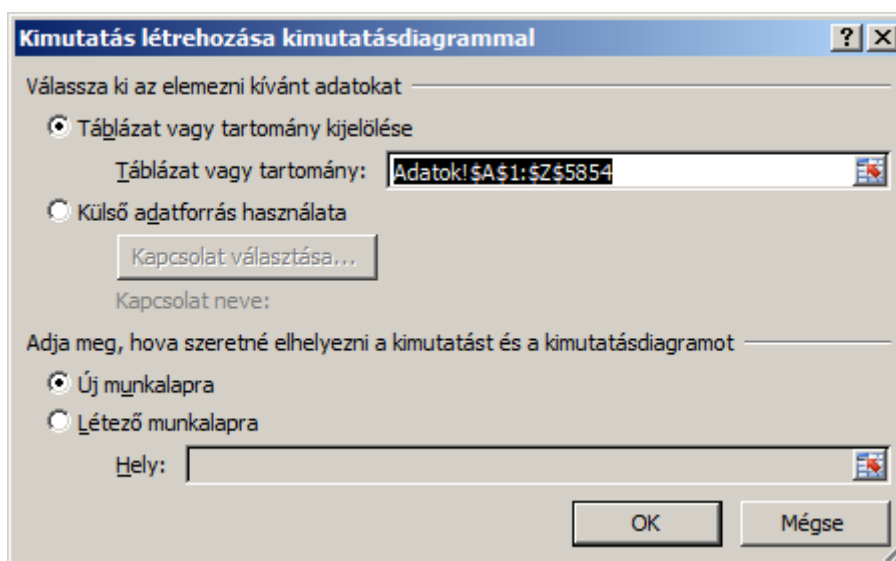 Kimutatás létrehozása kimutatásdiagrammal
Válassza ki az elemezni kívánt adatokat
Táblázat vagy tartomány kijelölése
Táblázat vagy tartomány: Adatok!$A$1:$Z$5854
Külső adatforrás használata
Kapcsolat választása...
Kapcsolat neve:
Adja meg, hova szeretné elhelyezni a kimutatást és a kimutatásdiagramot
Új munkalapra
Létező munkalapra
Hely:
OK Mégse